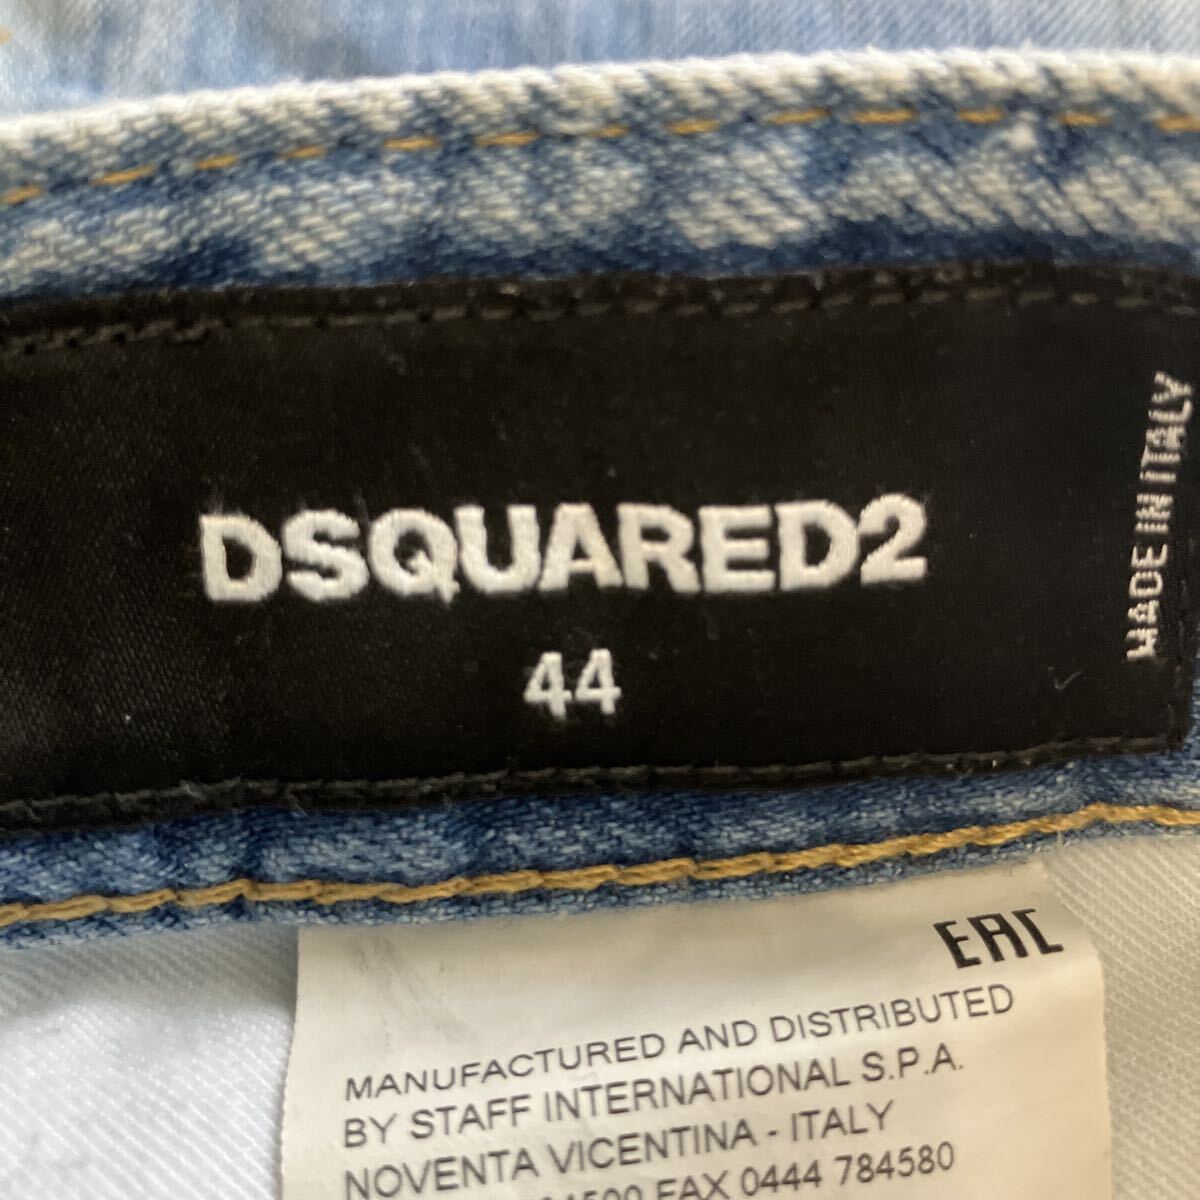 DSQUARED2
44
MADE IN ITALY
EAC
MANUFACTURED AND DISTRIBUTED
BY STAFF INTERNATIONAL S.P.A.
NOVENTA VICENTINA - ITALY
FAX 0444 784580